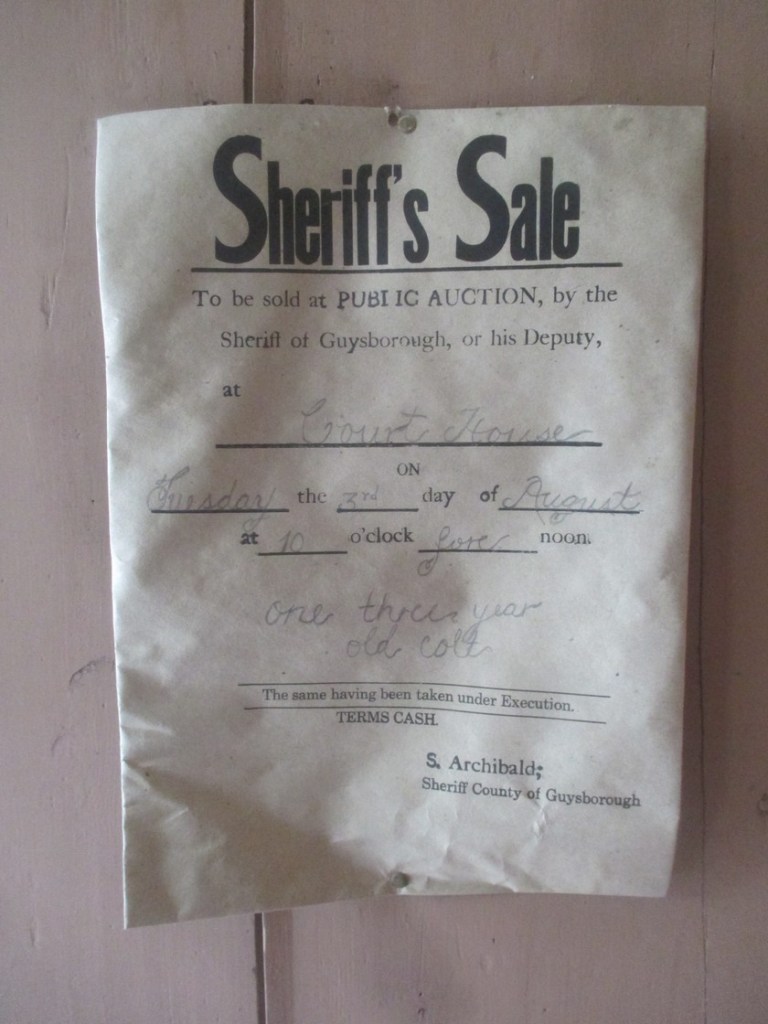 Sheriff's Sale
To be sold at PUBLIC AUCTION, by the
Sheriff of Guysborough, or his Deputy,
at
Court House
ON
Tuesday the 3rd day of August
at 10 o'clock fore noon.
one three year
old colt
The same having been taken under Execution.
TERMS CASH.
S. Archibald;
Sheriff County of Guysborough